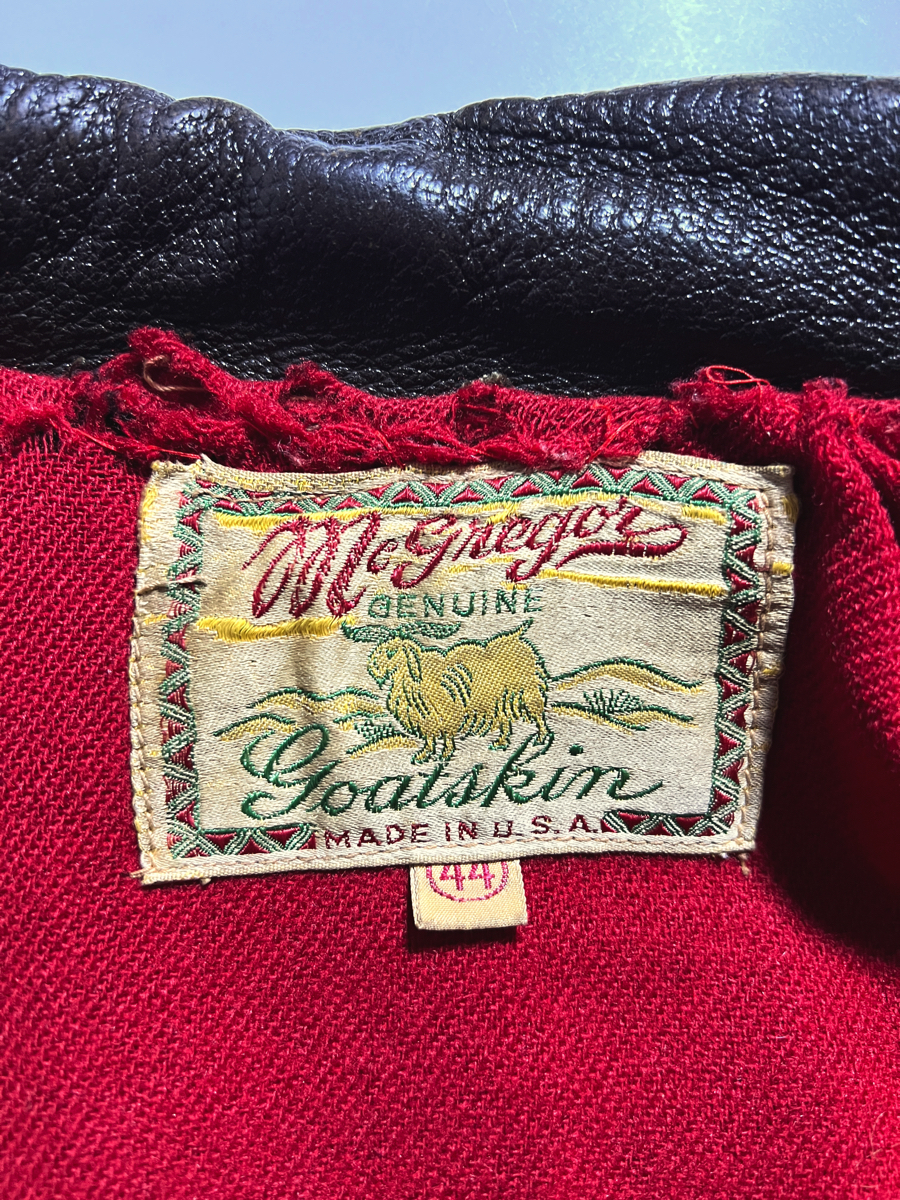 McGregor
GENUINE
Goatskin
MADE IN U.S.A.
44